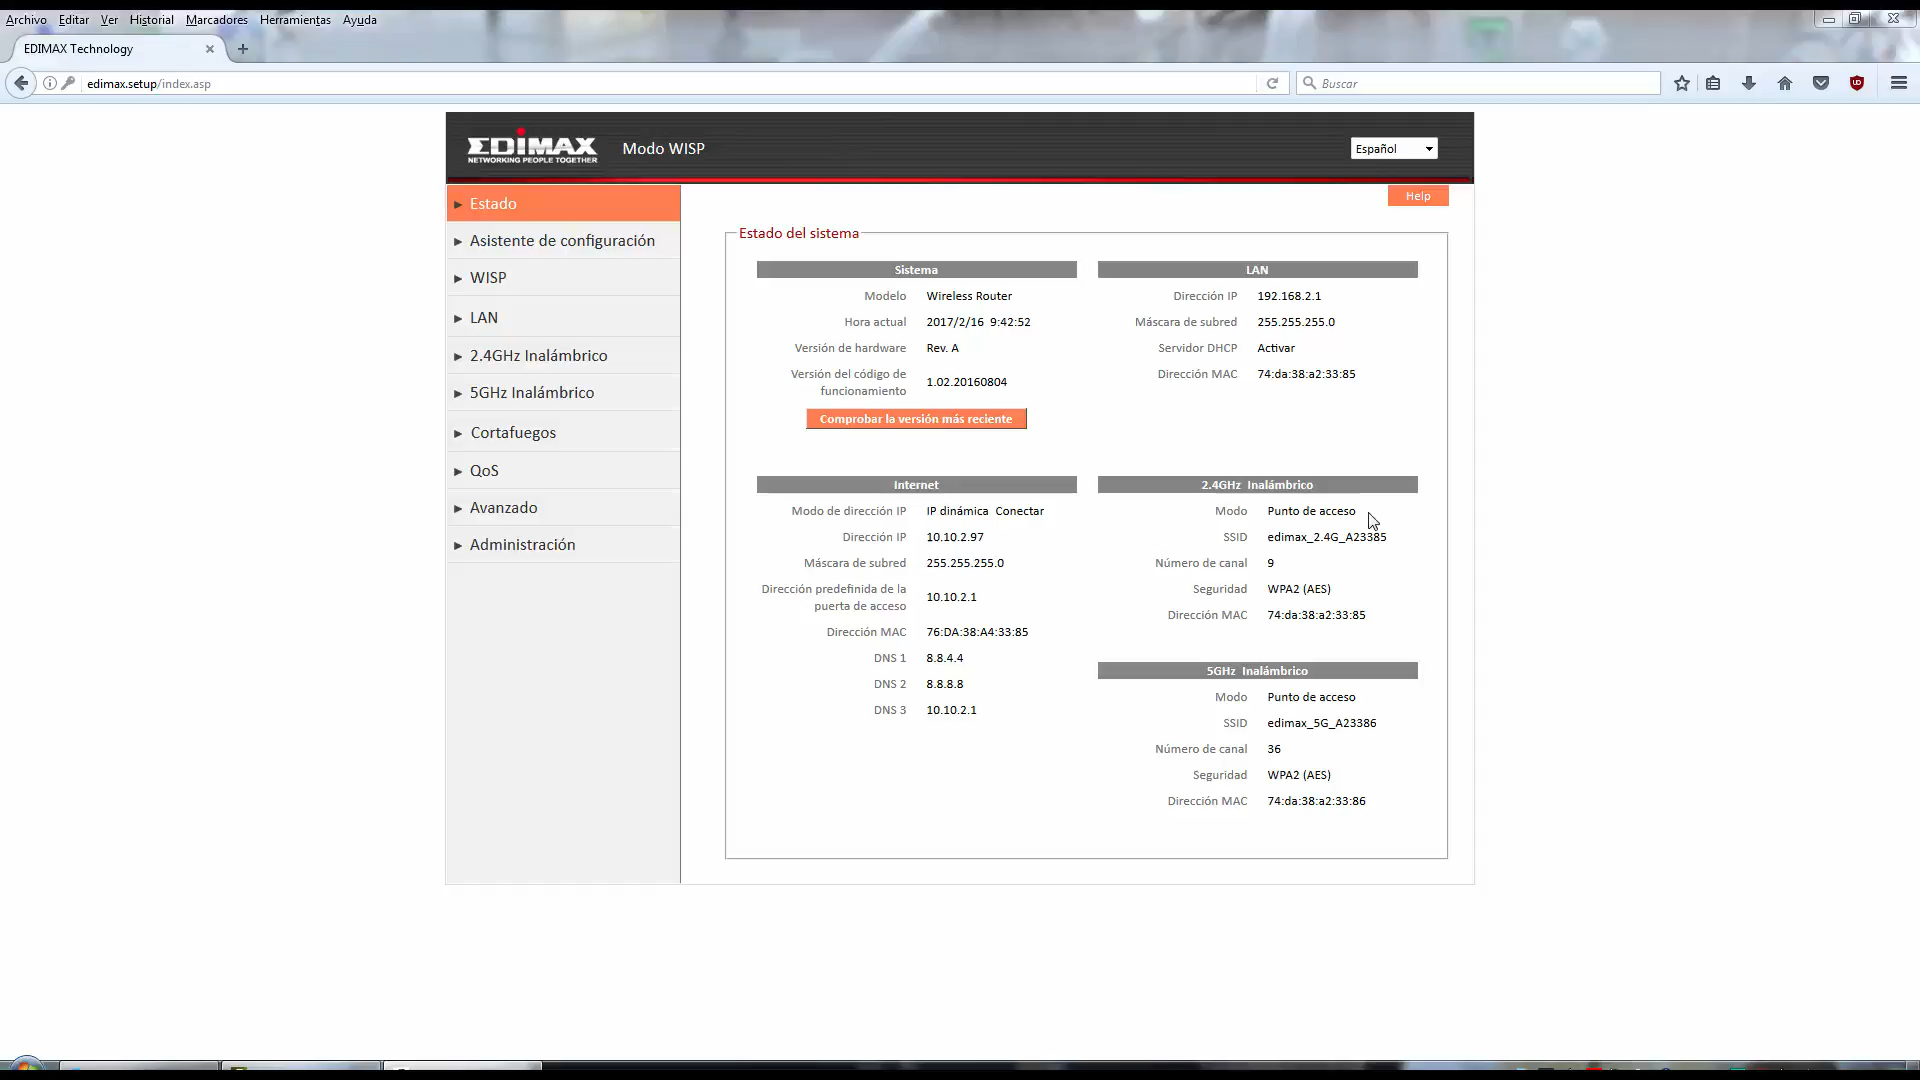 Archivo Editar Ver Historial Marcadores Herramientas Ayuda
EDIMAX Technology
edimax.setup/index.asp
Buscar
EDIMAX
NETWORKING PEOPLE TOGETHER
Modo WISP
Español
Help
Estado
Asistente de configuración
WISP
LAN
2.4GHz Inalámbrico
5GHz Inalámbrico
Cortafuegos
QoS
Avanzado
Administración
Estado del sistema
Sistema
Modelo Wireless Router
Hora actual 2017/2/16 9:42:52
Versión de hardware Rev. A
Versión del código de
funcionamiento 1.02.20160804
Comprobar la versión más reciente
LAN
Dirección IP 192.168.2.1
Máscara de subred 255.255.255.0
Servidor DHCP Activar
Dirección MAC 74:da:38:a2:33:85
Internet
Modo de dirección IP IP dinámica Conectar
Dirección IP 10.10.2.97
Máscara de subred 255.255.255.0
Dirección predefinida de la
puerta de acceso 10.10.2.1
Dirección MAC 76:DA:38:A4:33:85
DNS 1 8.8.4.4
DNS 2 8.8.8.8
DNS 3 10.10.2.1
2.4GHz Inalámbrico
Modo Punto de acceso
SSID edimax_2.4G_A23385
Número de canal 9
Seguridad WPA2 (AES)
Dirección MAC 74:da:38:a2:33:85
5GHz Inalámbrico
Modo Punto de acceso
SSID edimax_5G_A23386
Número de canal 36
Seguridad WPA2 (AES)
Dirección MAC 74:da:38:a2:33:86